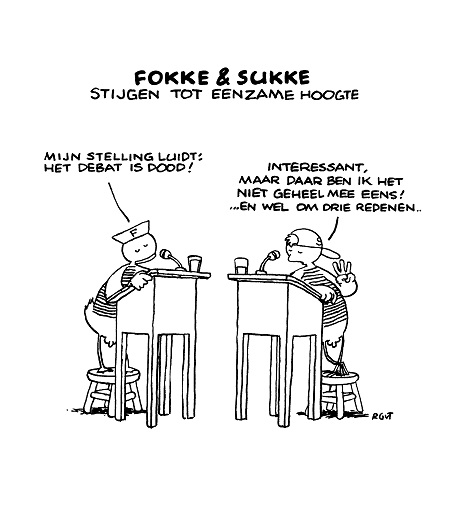 FOKKE & SUKKE
STIJGEN TOT EENZAME HOOGTE
MIJN STELLING LUIDT:
HET DEBAT IS DOOD!
INTERESSANT,
MAAR DAAR BEN IK HET
NIET GEHEEL MEE EENS!
...EN WEL OM DRIE REDENEN..
F
RGVT